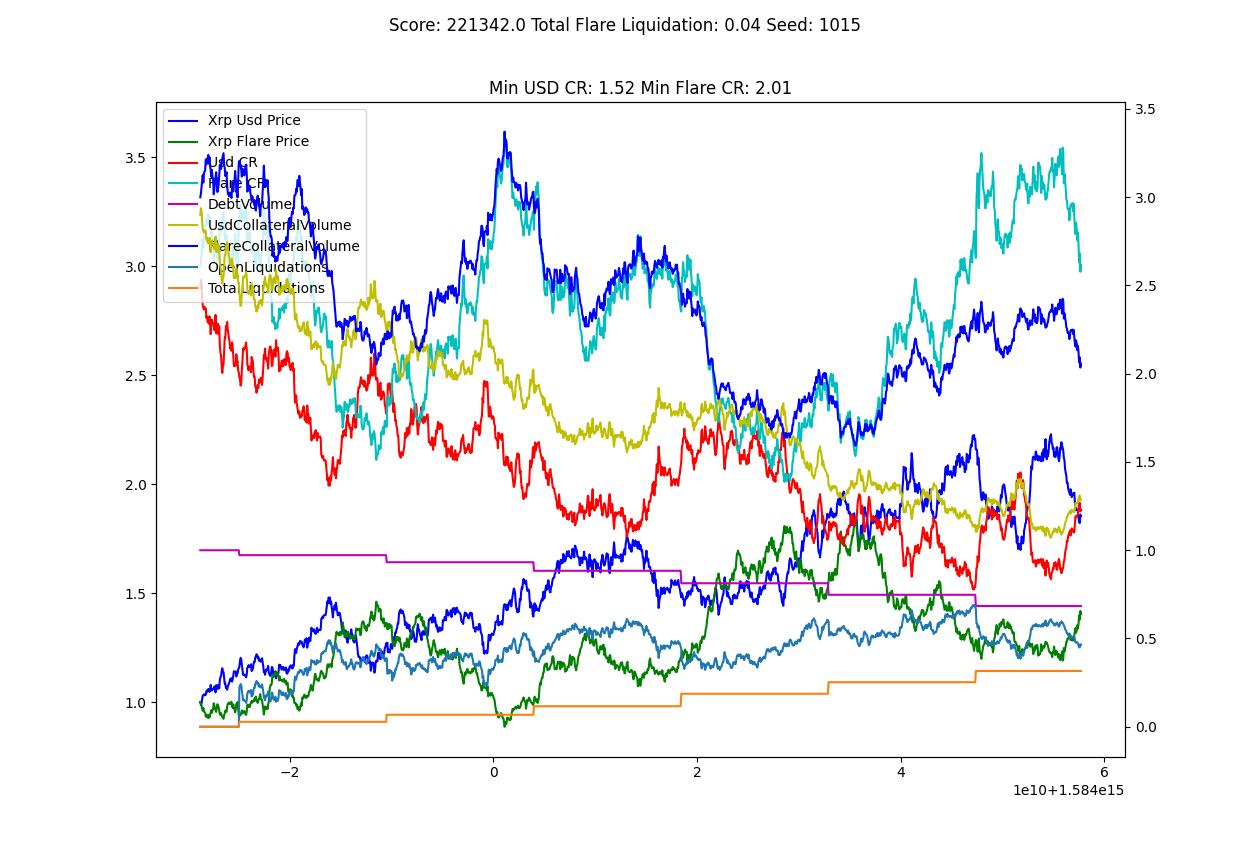 Score: 221342.0 Total Flare Liquidation: 0.04 Seed: 1015
Min USD CR: 1.52 Min Flare CR: 2.01
Xrp Usd Price
Xrp Flare Price
Usd CR
Flare CR
DebtVolume
UsdCollateralVolume
FlareCollateralVolume
OpenLiquidations
TotalLiquidations
3.5
3.0
2.5
2.0
1.5
1.0
3.5
3.0
2.5
2.0
1.5
1.0
0.5
0.0
−2
0
2
4
6
1e10+1.584e15